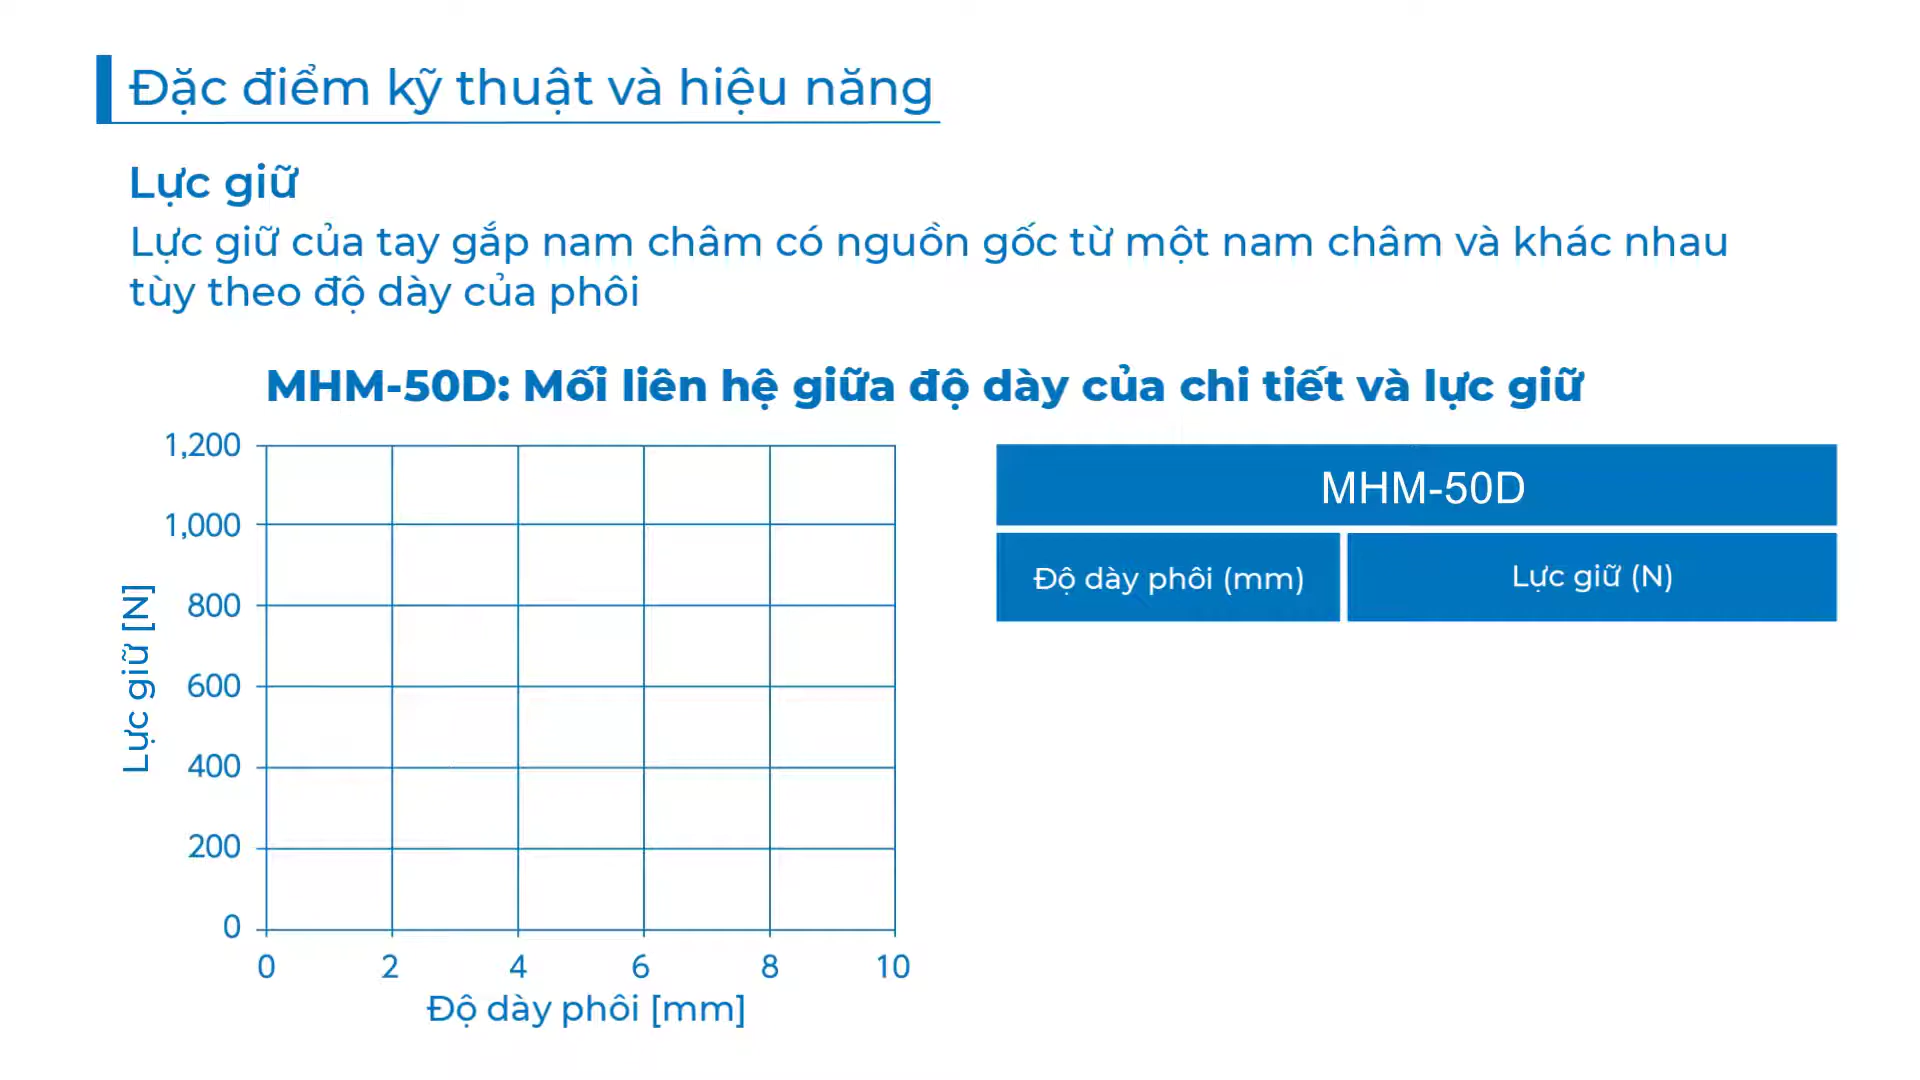 Đặc điểm kỹ thuật và hiệu năng
Lực giữ
Lực giữ của tay gắp nam châm có nguồn gốc từ một nam châm và khác nhau
tùy theo độ dày của phôi
MHM-50D: Mối liên hệ giữa độ dày của chi tiết và lực giữ
1,200
1,000
800
600
400
200
0
Lực giữ [N]
0 2 4 6 8 10
Độ dày phôi [mm]
MHM-50D
Độ dày phôi (mm) Lực giữ (N)